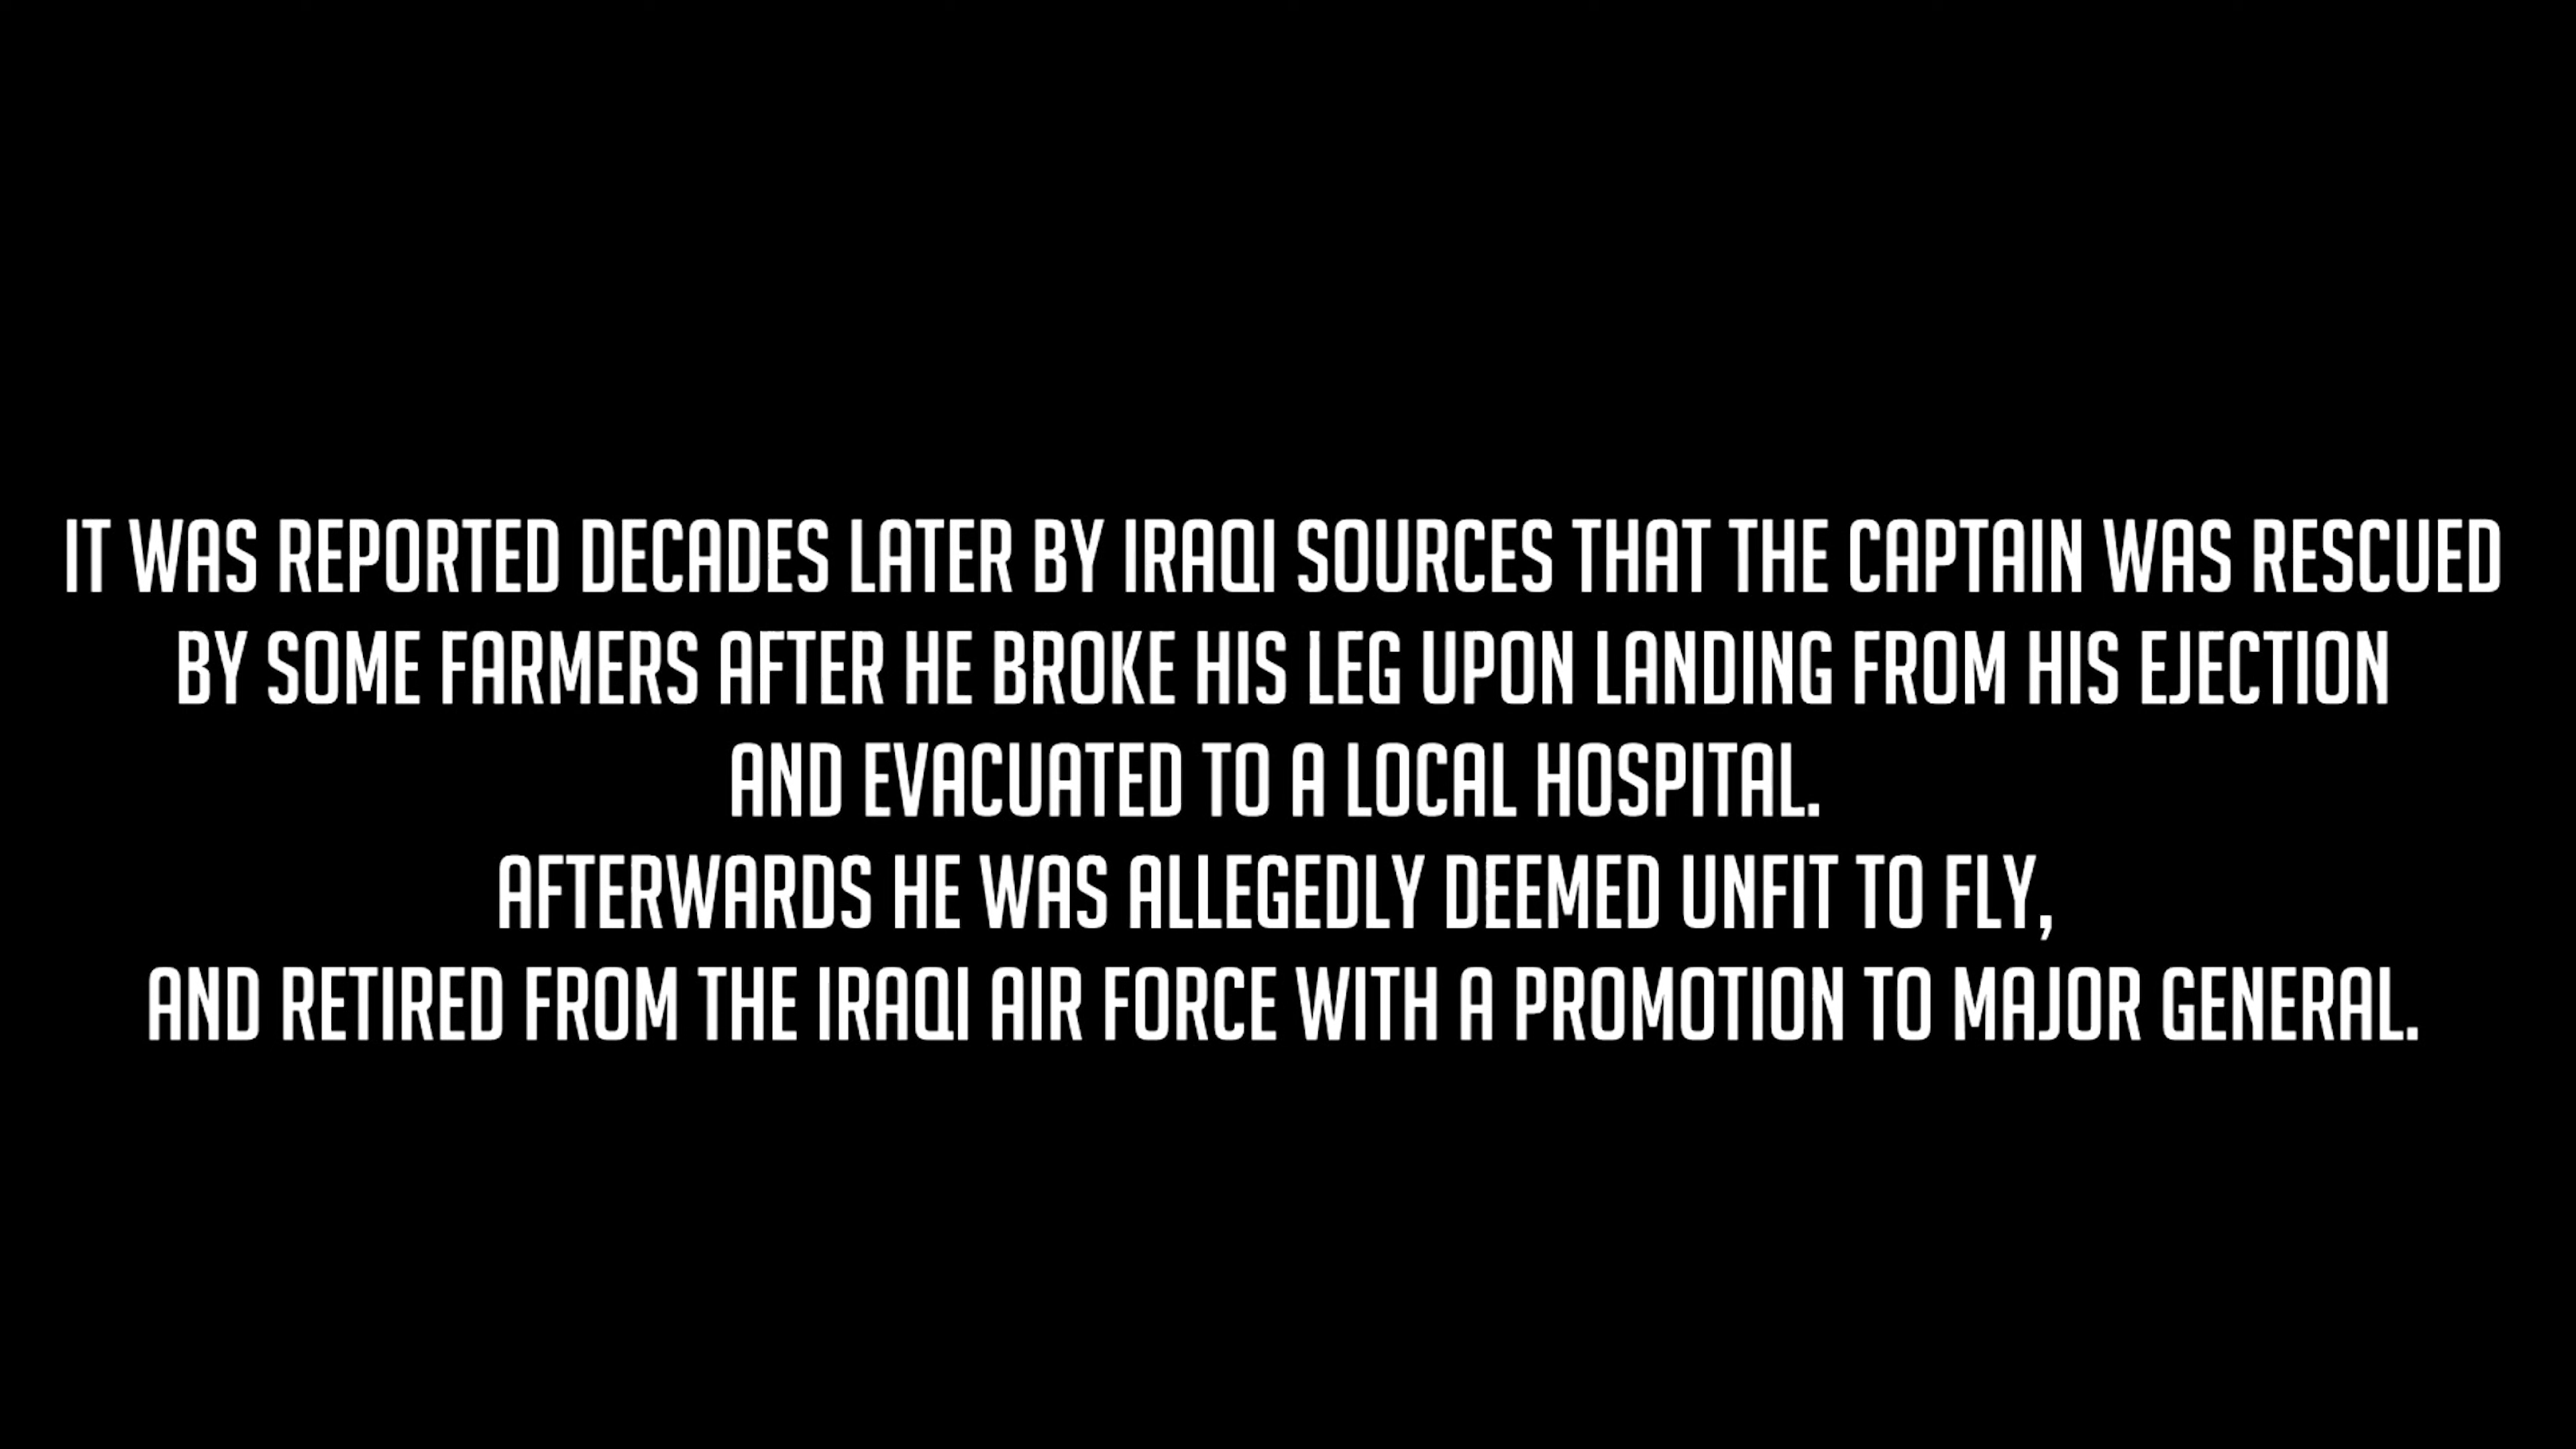 IT WAS REPORTED DECADES LATER BY IRAQI SOURCES THAT THE CAPTAIN WAS RESCUED
BY SOME FARMERS AFTER HE BROKE HIS LEG UPON LANDING FROM HIS EJECTION
AND EVACUATED TO A LOCAL HOSPITAL.
AFTERWARDS HE WAS ALLEGEDLY DEEMED UNFIT TO FLY,
AND RETIRED FROM THE IRAQI AIR FORCE WITH A PROMOTION TO MAJOR GENERAL.